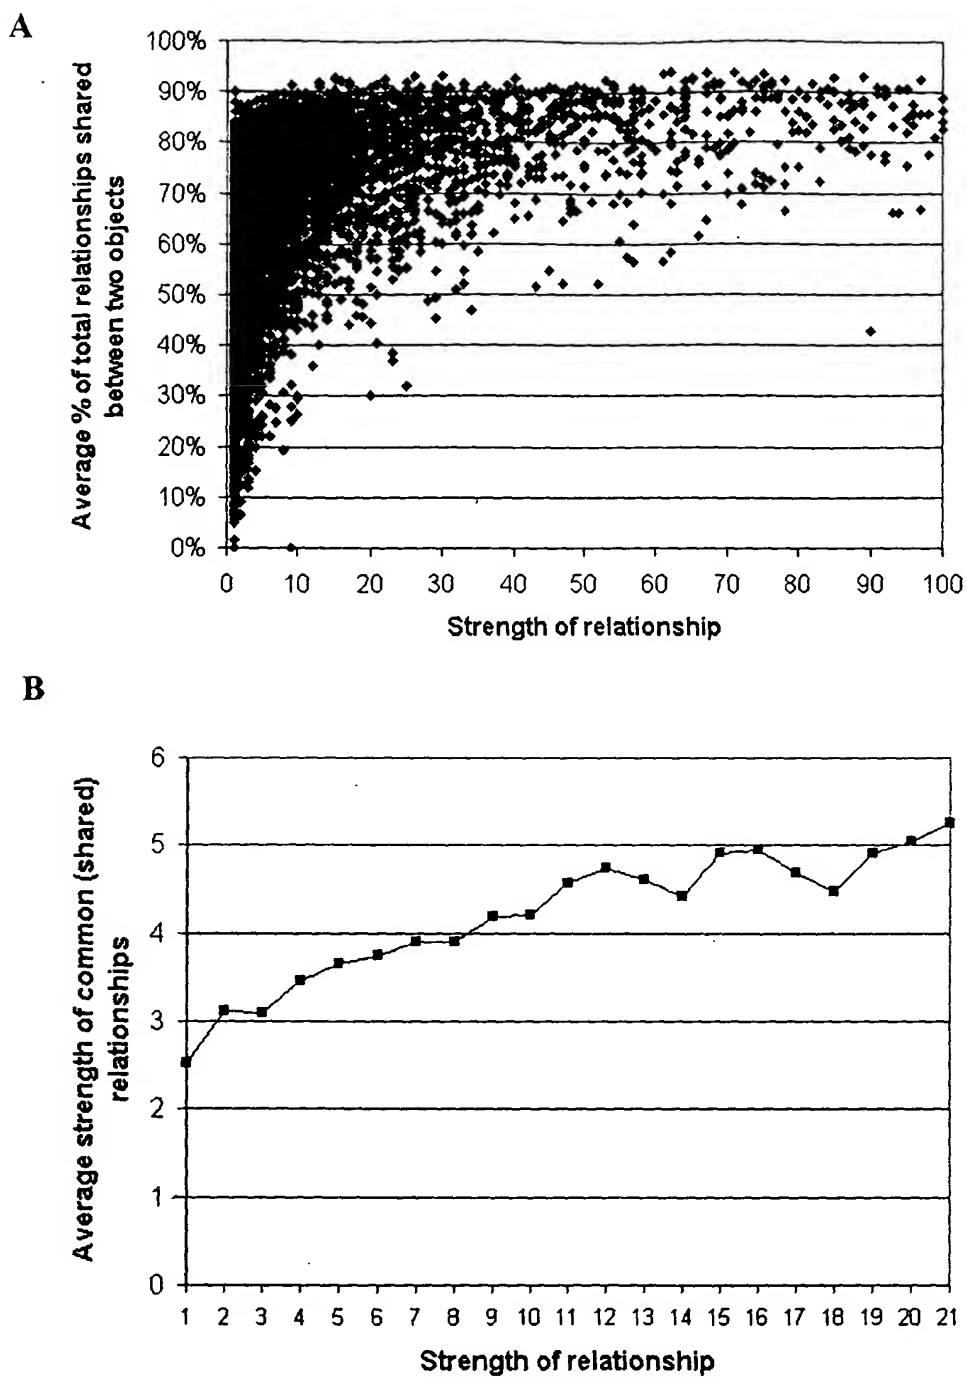 A
100%
90%
80%
70%
60%
50%
40%
30%
20%
10%
0%
Average % of total relationships shared
between two objects
0 10 20 30 40 50 60 70 80 90 100
Strength of relationship
B
6
5
4
3
2
1
0
Average strength of common (shared)
relationships
1 2 3 4 5 6 7 8 9 10 11 12 13 14 15 16 17 18 19 20 21
Strength of relationship